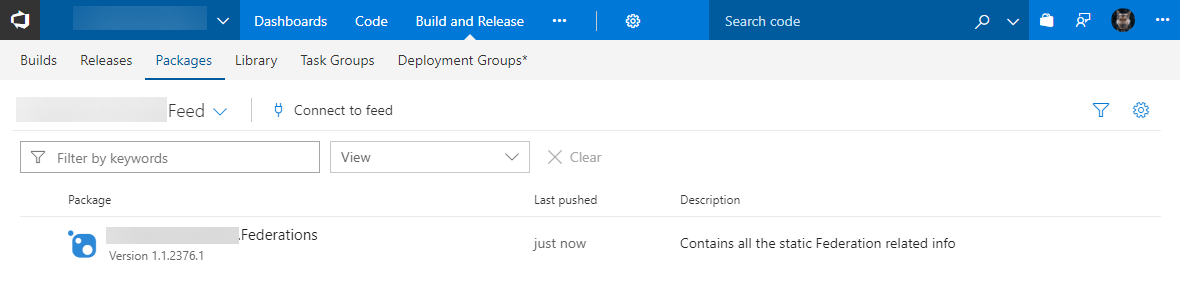 Dashboards Code Build and Release ··· Search code ···
Builds Releases Packages Library Task Groups Deployment Groups*
Feed Connect to feed
Filter by keywords View Clear
Package Last pushed Description
.Federations just now Contains all the static Federation related info
Version 1.1.2376.1